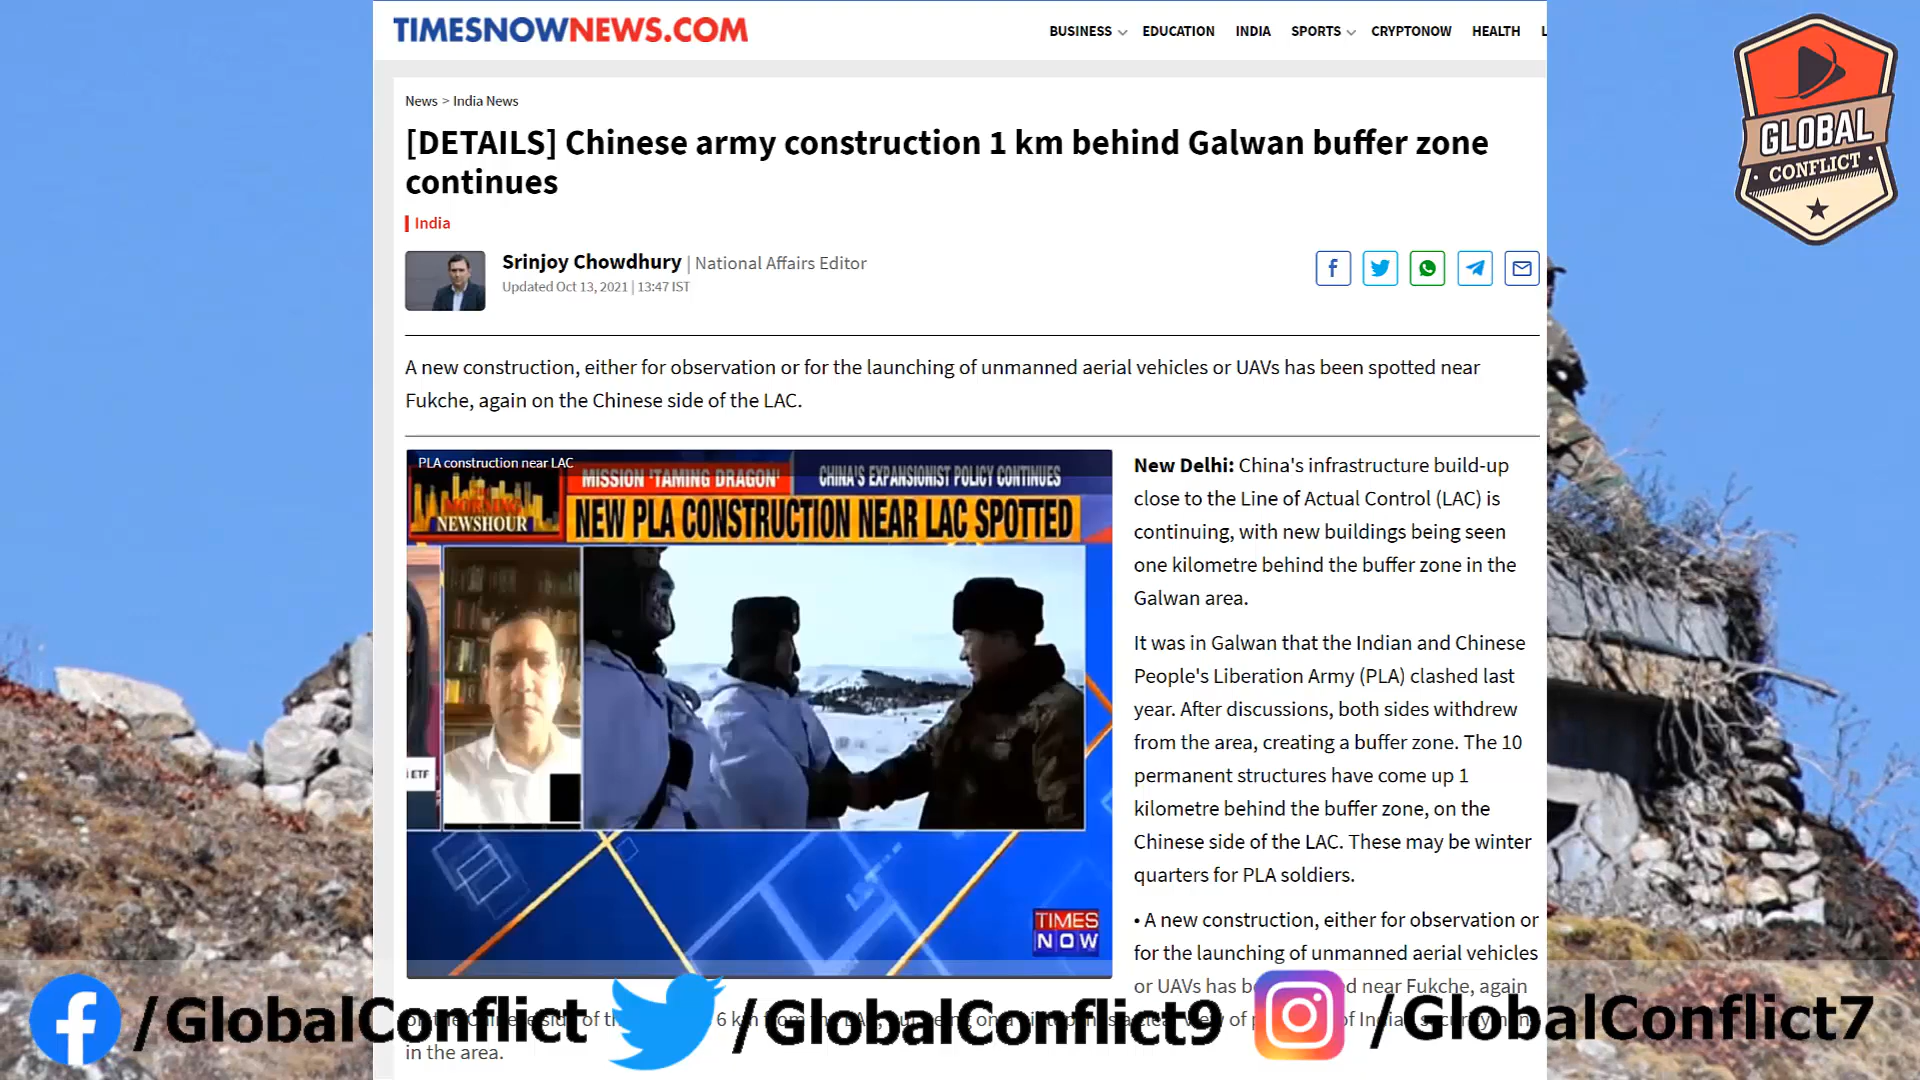 TIMESNOWNEWS.COM
BUSINESS EDUCATION INDIA SPORTS CRYPTONOW HEALTH
GLOBAL
CONFLICT
News > India News
[DETAILS] Chinese army construction 1 km behind Galwan buffer zone
continues
India
Srinjoy Chowdhury | National Affairs Editor
Updated Oct 13, 2021 | 13:47 IST
A new construction, either for observation or for the launching of unmanned aerial vehicles or UAVs has been spotted near
Fukche, again on the Chinese side of the LAC.
PLA construction near LAC
MISSION 'TAMING DRAGON'
CHINA'S EXPANSIONIST POLICY CONTINUES
MORNING
NEWSHOUR
NEW PLA CONSTRUCTION NEAR LAC SPOTTED
ETF
TIMES
NOW
New Delhi: China's infrastructure build-up
close to the Line of Actual Control (LAC) is
continuing, with new buildings being seen
one kilometre behind the buffer zone in the
Galwan area.
It was in Galwan that the Indian and Chinese
People's Liberation Army (PLA) clashed last
year. After discussions, both sides withdrew
from the area, creating a buffer zone. The 10
permanent structures have come up 1
kilometre behind the buffer zone, on the
Chinese side of the LAC. These may be winter
quarters for PLA soldiers.
• A new construction, either for observation or
for the launching of unmanned aerial vehicles
or UAVs has near Fukche, again
in the area.
/GlobalConflict
/GlobalConflict9
/GlobalConflict7